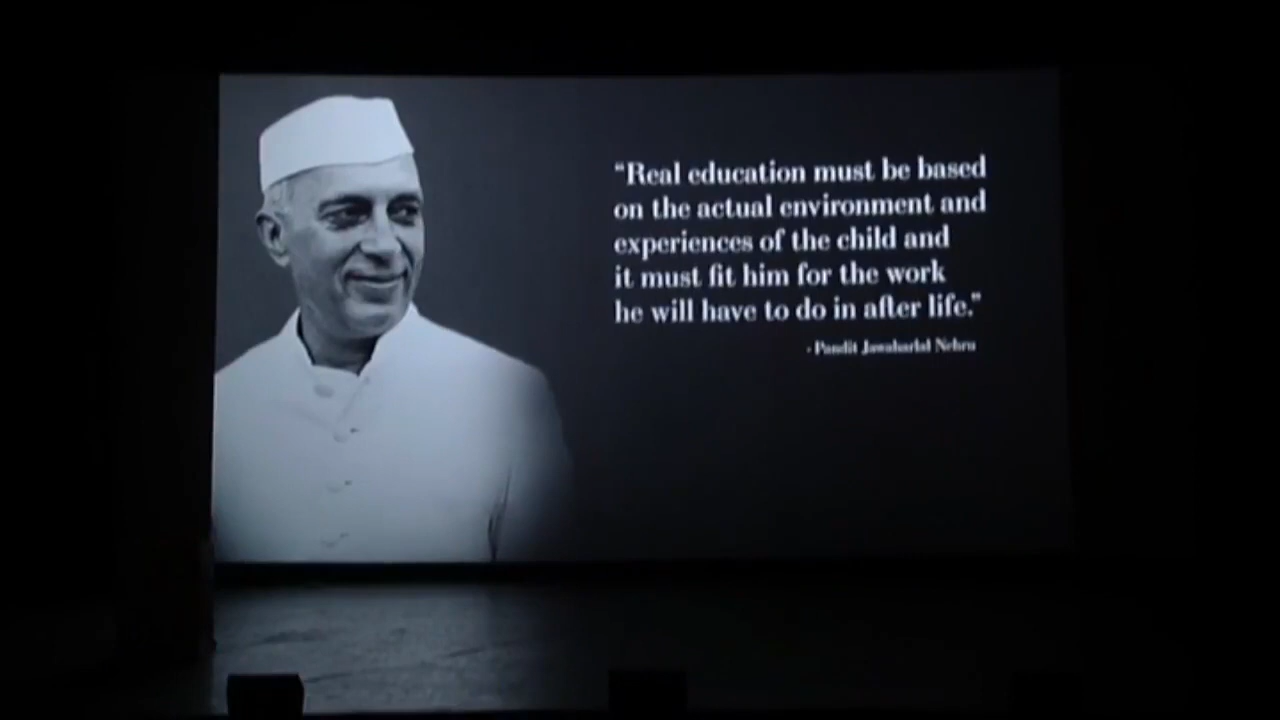 “Real education must be based
on the actual environment and
experiences of the child and
it must fit him for the work
he will have to do in after life.”
- Pandit Jawaharlal Nehru